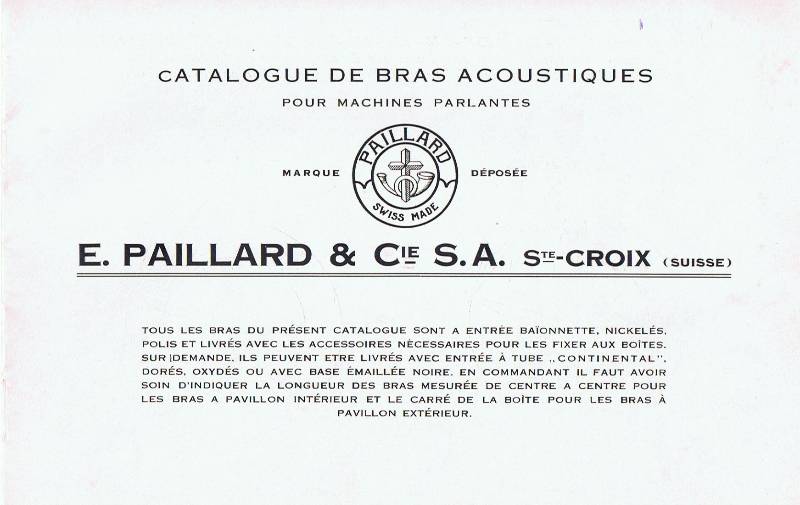 CATALOGUE DE BRAS ACOUSTIQUES
POUR MACHINES PARLANTES
PAILLARD
MARQUE DÉPOSÉE
SWISS MADE
E. PAILLARD & CIE S.A. STE-CROIX (SUISSE)
TOUS LES BRAS DU PRÉSENT CATALOGUE SONT A ENTRÉE BAÏONNETTE, NICKELÉS,
POLIS ET LIVRÉS AVEC LES ACCESSOIRES NÉCESSAIRES POUR LES FIXER AUX BOÎTES.
SUR DEMANDE, ILS PEUVENT ETRE LIVRÉS AVEC ENTRÉE À TUBE „CONTINENTAL",
DORÉS, OXYDÉS OU AVEC BASE ÉMAILLÉE NOIRE. EN COMMANDANT IL FAUT AVOIR
SOIN D'INDIQUER LA LONGUEUR DES BRAS MESURÉE DE CENTRE A CENTRE POUR
LES BRAS A PAVILLON INTÉRIEUR ET LE CARRÉ DE LA BOÎTE POUR LES BRAS À
PAVILLON EXTÉRIEUR.